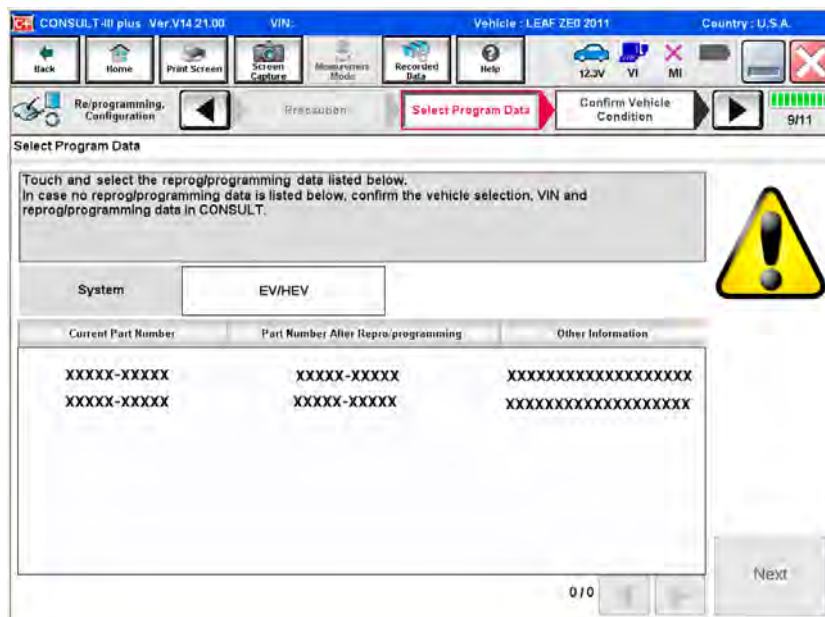 CONSULT-III plus Ver.V14.21.00 VIN: Vehicle : LEAF ZE0 2011 Country : U.S.A.
Back Home Print Screen Screen Capture Measurement Mode Recorded Data Help 12.3V VI MI
Re/programming, Configuration Precaution Select Program Data Confirm Vehicle Condition 9/11
Select Program Data
Touch and select the reprog/programming data listed below.
In case no reprog/programming data is listed below, confirm the vehicle selection, VIN and
reprog/programming data in CONSULT.
System EV/HEV
Current Part Number Part Number After Repro/programming Other Information
XXXXX-XXXXX XXXXX-XXXXX XXXXXXXXXXXXXXXXXXX
XXXXX-XXXXX XXXXX-XXXXX XXXXXXXXXXXXXXXXXXX
Next
0/0